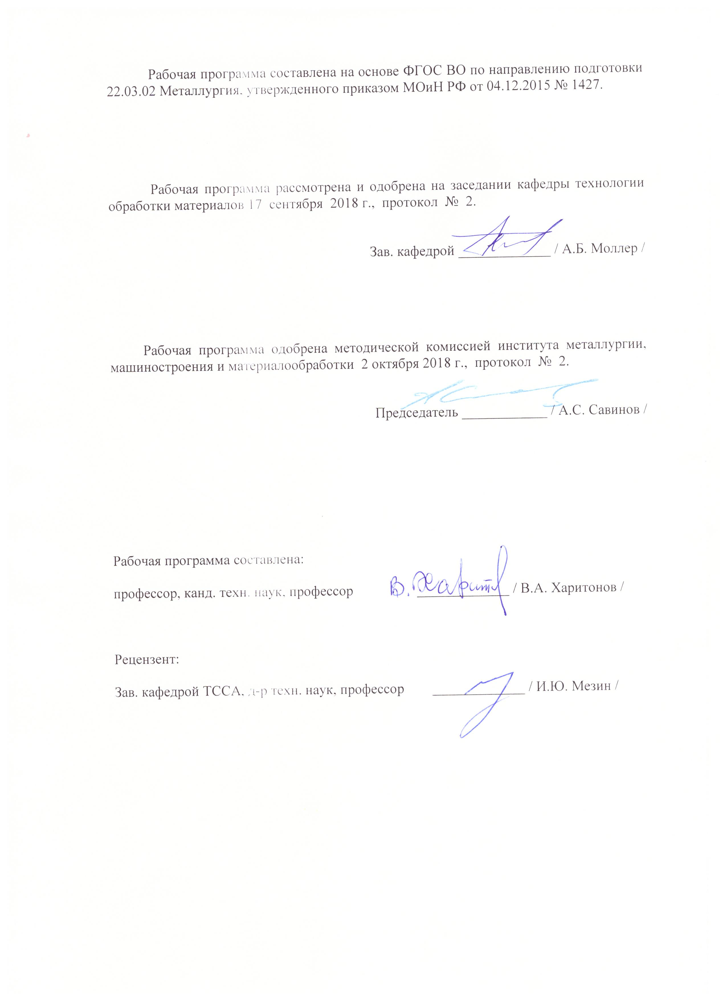 Рабочая программа составлена на основе ФГОС ВО по направлению подготовки
22.03.02 Металлургия, утвержденного приказом МОиН РФ от 04.12.2015 № 1427.
Рабочая программа рассмотрена и одобрена на заседании кафедры технологии
обработки материалов 17 сентября 2018 г., протокол № 2.
Зав. кафедрой _____________ / А.Б. Моллер /
Рабочая программа одобрена методической комиссией института металлургии,
машиностроения и материалообработки 2 октября 2018 г., протокол № 2.
Председатель ____________ / А.С. Савинов /
Рабочая программа составлена:
профессор, канд. техн. наук, профессор _____________ / В.А. Харитонов /
Рецензент:
Зав. кафедрой ТССА, д-р техн. наук, профессор _____________ / И.Ю. Мезин /